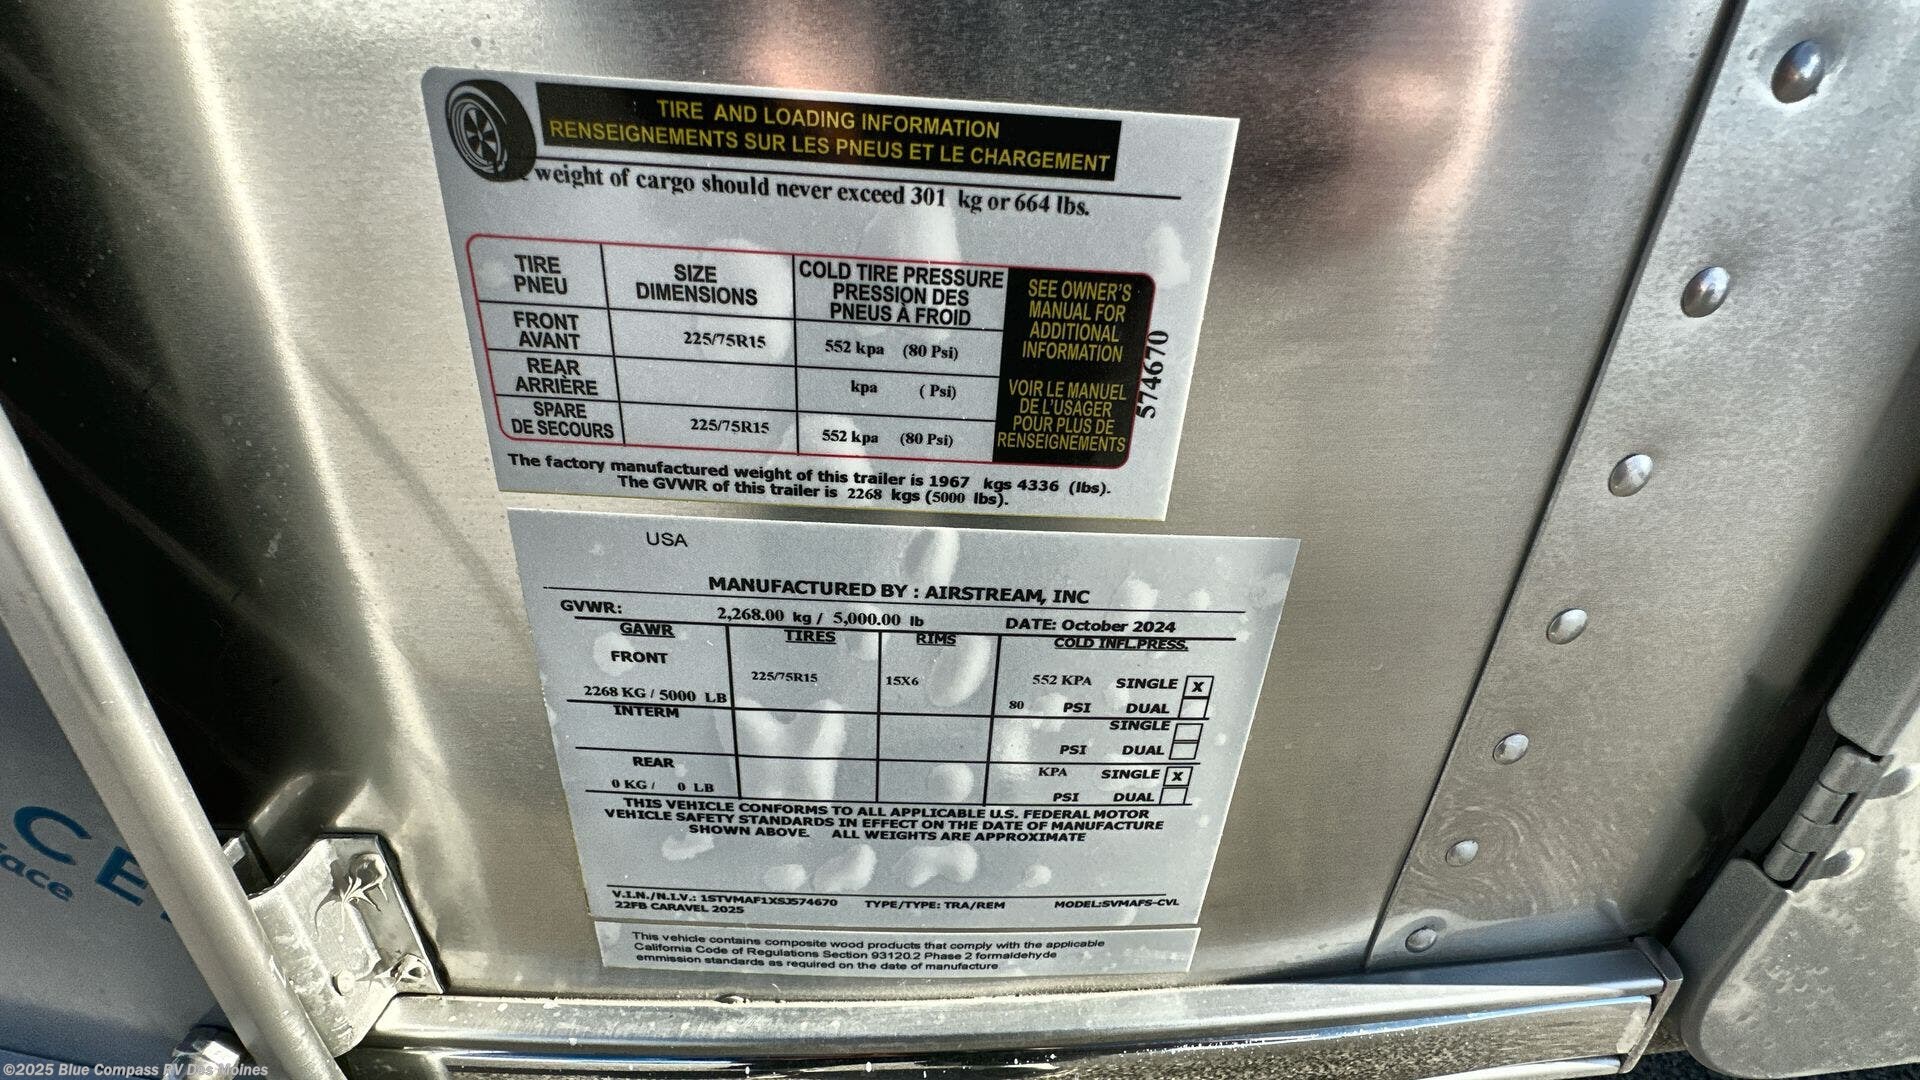 TIRE AND LOADING INFORMATION
RENSEIGNEMENTS SUR LES PNEUS ET LE CHARGEMENT
weight of cargo should never exceed 301 kg or 664 lbs.
TIRE
PNEU
SIZE
DIMENSIONS
COLD TIRE PRESSURE
PRESSION DES
PNEUS À FROID
SEE OWNER'S
MANUAL FOR
ADDITIONAL
INFORMATION
VOIR LE MANUEL
DE L'USAGER
POUR PLUS DE
RENSEIGNEMENTS
FRONT
AVANT
225/75R15
552 kpa (80 Psi)
REAR
ARRIÈRE
kpa ( Psi)
SPARE
DE SECOURS
225/75R15
552 kpa (80 Psi)
574670
The factory manufactured weight of this trailer is 1967 kgs 4336 (lbs).
The GVWR of this trailer is 2268 kgs (5000 lbs).
USA
MANUFACTURED BY : AIRSTREAM, INC
GVWR: 2,268.00 kg / 5,000.00 lb DATE: October 2024
GAWR TIRES RIMS COLD INFL.PRESS.
FRONT
225/75R15 15X6 552 KPA SINGLE X
2268 KG / 5000 LB 80 PSI DUAL
INTERM SINGLE
PSI DUAL
REAR KPA SINGLE X
0 KG / 0 LB PSI DUAL
THIS VEHICLE CONFORMS TO ALL APPLICABLE U.S. FEDERAL MOTOR
VEHICLE SAFETY STANDARDS IN EFFECT ON THE DATE OF MANUFACTURE
SHOWN ABOVE. ALL WEIGHTS ARE APPROXIMATE
V.I.N./N.I.V.: 1STVMAF1XSJ574670 TYPE/TYPE: TRA/REM MODEL:SVMAFS-CVL
22FB CARAVEL 2025
This vehicle contains composite wood products that comply with the applicable
California Code of Regulations Section 93120.2 Phase 2 formaldehyde
emmission standards as required on the date of manufacture
©2025 Blue Compass RV Des Moines